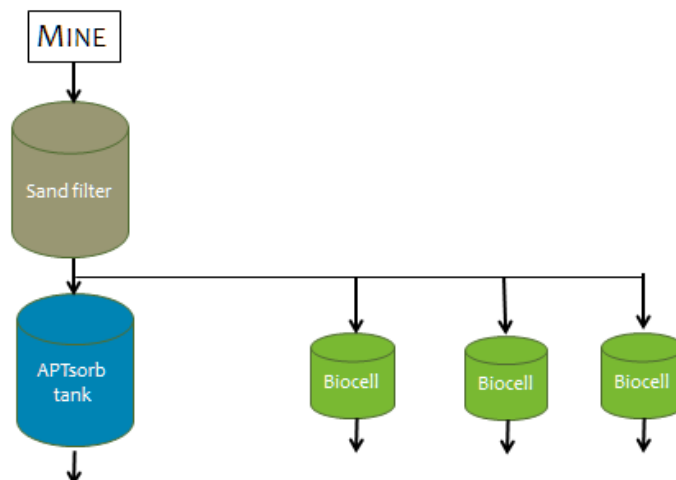 MINE
Sand filter
APTsorb
tank
Biocell
Biocell
Biocell